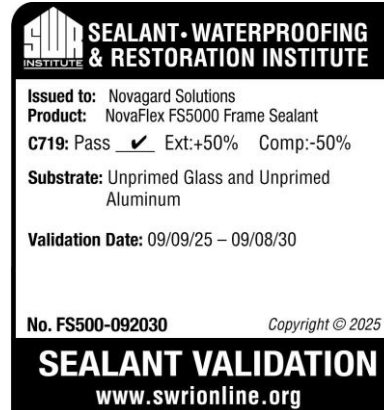 SWR
INSTITUTE
SEALANT • WATERPROOFING
& RESTORATION INSTITUTE
Issued to: Novagard Solutions
Product: NovaFlex FS5000 Frame Sealant
C719: Pass ✔ Ext:+50% Comp:-50%
Substrate: Unprimed Glass and Unprimed
Aluminum
Validation Date: 09/09/25 – 09/08/30
No. FS500-092030
Copyright © 2025
SEALANT VALIDATION
www.swrionline.org